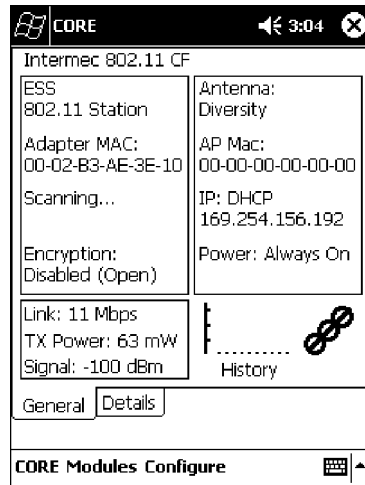 CORE 3:04
Intermec 802.11 CF
ESS
802.11 Station
Adapter MAC:
00-02-B3-AE-3E-10
Scanning...
Encryption:
Disabled (Open)
Antenna:
Diversity
AP Mac:
00-00-00-00-00-00
IP: DHCP
169.254.156.192
Power: Always On
Link: 11 Mbps
TX Power: 63 mW
Signal: -100 dBm
History
General Details
CORE Modules Configure